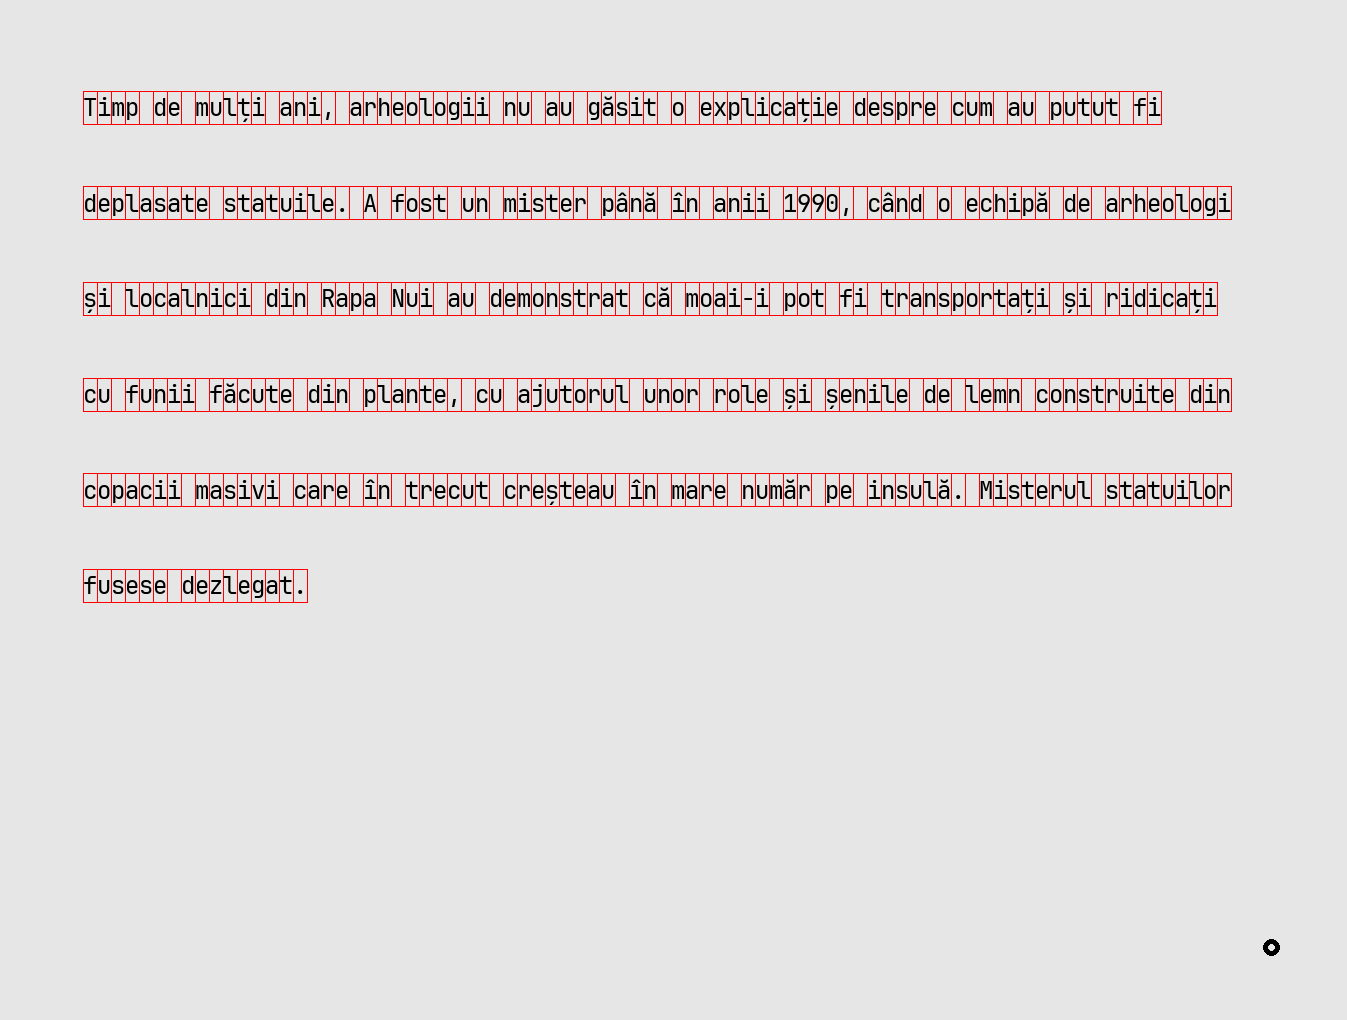 Timp de mulți ani, arheologii nu au găsit o explicație despre cum au putut fi
deplasate statuile. A fost un mister până în anii 1990, când o echipă de arheologi
și localnici din Rapa Nui au demonstrat că moai-i pot fi transportați și ridicați
cu funii făcute din plante, cu ajutorul unor role și șenile de lemn construite din
copacii masivi care în trecut creșteau în mare număr pe insulă. Misterul statuilor
fusese dezlegat.